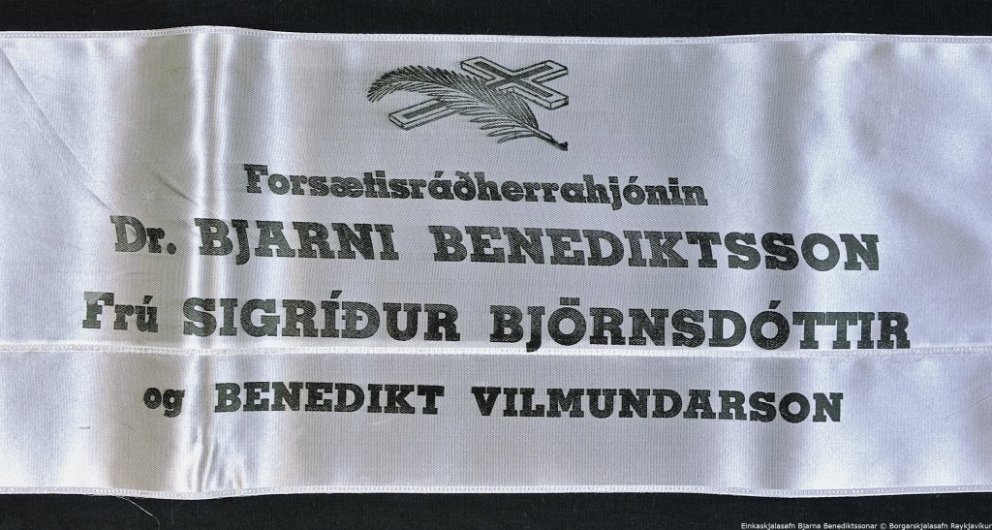 Forsætisráðherrahjónin
Dr. BJARNI BENEDIKTSSON
Frú SIGRÍÐUR BJÖRNSDÓTTIR
og BENEDIKT VILMUNDARSON
Einkaskjalasafn Bjarna Benediktssonar © Borgarskjalasafn Reykjavíkur